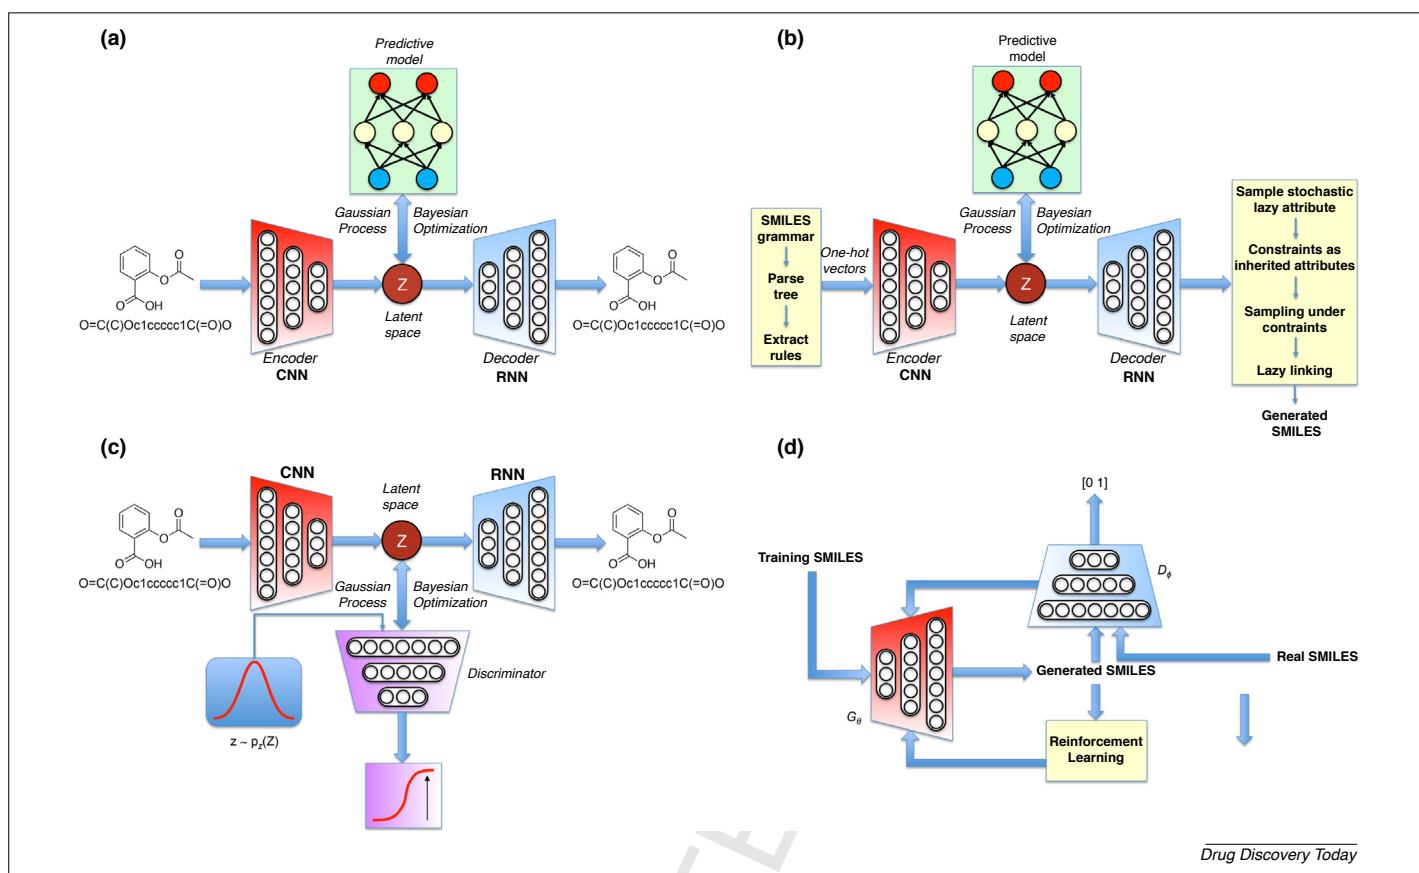 (a)
Predictive
model
Gaussian
Process
Bayesian
Optimization
O
O
O
OH
O=C(C)Oc1ccccc1C(=O)O
Encoder
CNN
Z
Latent
space
Decoder
RNN
O
O
O
OH
O=C(C)Oc1ccccc1C(=O)O
(b)
Predictive
model
SMILES
grammar
Parse
tree
Extract
rules
One-hot
vectors
Gaussian
Process
Bayesian
Optimization
Encoder
CNN
Z
Latent
space
Decoder
RNN
Sample stochastic
lazy attribute
Constraints as
inherited attributes
Sampling under
contraints
Lazy linking
Generated
SMILES
(c)
CNN
Latent
space
RNN
O
O
O
OH
O=C(C)Oc1ccccc1C(=O)O
Z
Gaussian
Process
Bayesian
Optimization
O
O
O
OH
O=C(C)Oc1ccccc1C(=O)O
Discriminator
z ~ pz(Z)
(d)
[0 1]
Training SMILES
Dϕ
Generated SMILES
Real SMILES
Gθ
Reinforcement
Learning
Drug Discovery Today